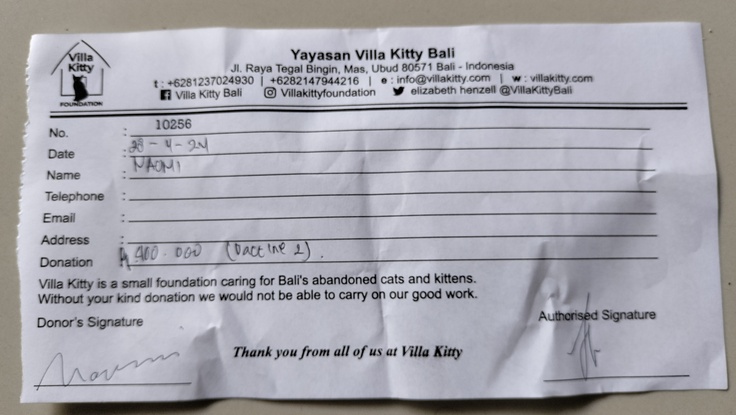 Villa
Kitty
FOUNDATION
Yayasan Villa Kitty Bali
Jl. Raya Tegal Bingin, Mas, Ubud 80571 Bali - Indonesia
t : +6281237024930 | +6282147944216 | e : info@villakitty.com | w : villakitty.com
Villa Kitty Bali Villakittyfoundation elizabeth henzell @VillaKittyBali
No. : 10256
Date : 28-4-24
Name : NAOMI
Telephone :
Email :
Address :
Donation : Rp 400.000 (Vaccine 2).
Villa Kitty is a small foundation caring for Bali's abandoned cats and kittens.
Without your kind donation we would not be able to carry on our good work.
Donor's Signature Authorised Signature
Thank you from all of us at Villa Kitty